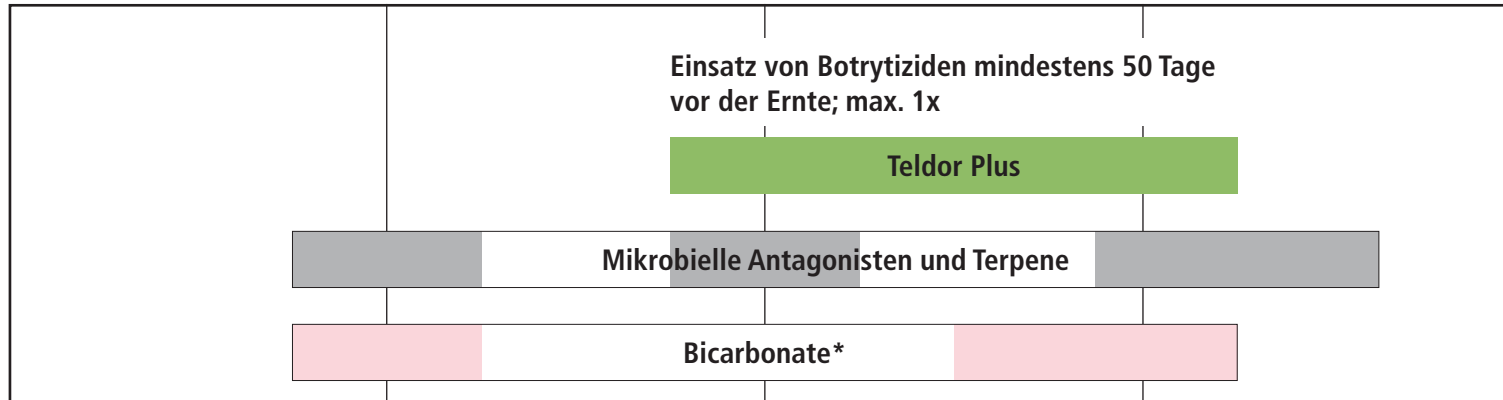 Einsatz von Botrytiziden mindestens 50 Tage
vor der Ernte; max. 1x
Teldor Plus
Mikrobielle Antagonisten und Terpene
Bicarbonate*